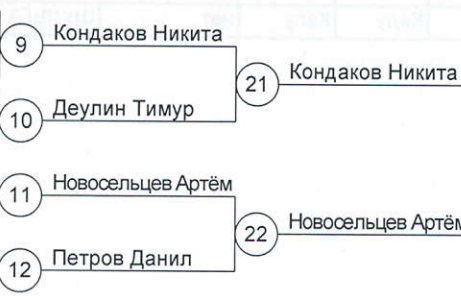 9 Кондаков Никита
21 Кондаков Никита
10 Деулин Тимур
11 Новосельцев Артём
22 Новосельцев Артём
12 Петров Данил